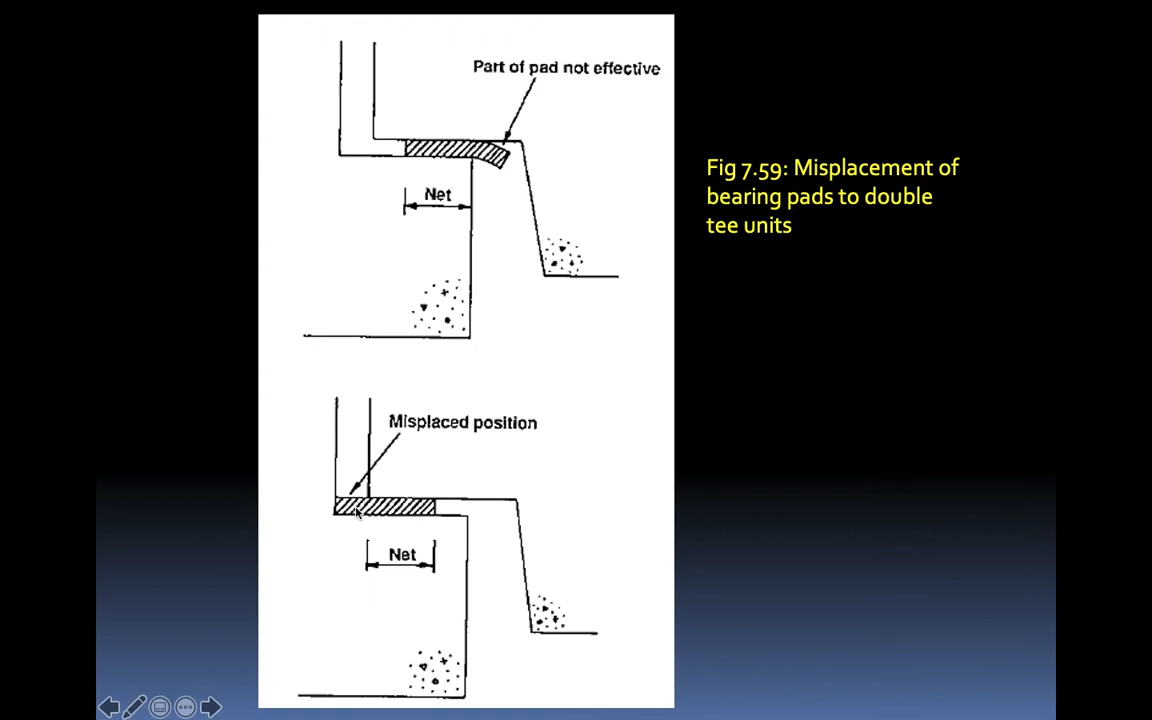 Part of pad not effective
Net
Misplaced position
Net
Fig 7.59: Misplacement of
bearing pads to double
tee units